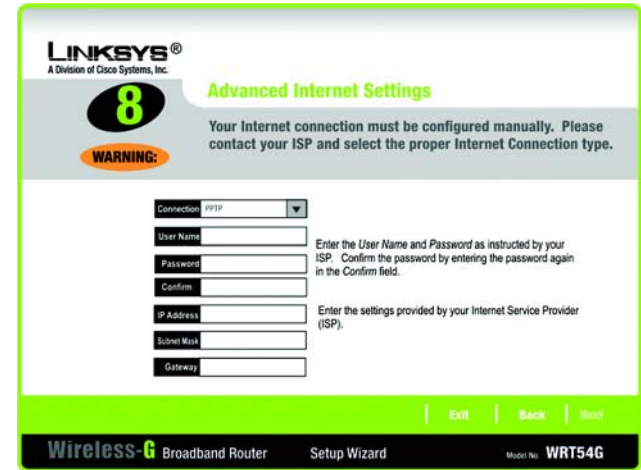 LINKSYS®
A Division of Cisco Systems, Inc.
8
WARNING:
Advanced Internet Settings
Your Internet connection must be configured manually. Please
contact your ISP and select the proper Internet Connection type.
Connection PPTP
User Name
Password
Confirm
Enter the User Name and Password as instructed by your
ISP. Confirm the password by entering the password again
in the Confirm field.
IP Address
Subnet Mask
Gateway
Enter the settings provided by your Internet Service Provider
(ISP).
Exit Back Next
Wireless-G Broadband Router Setup Wizard Model No. WRT54G